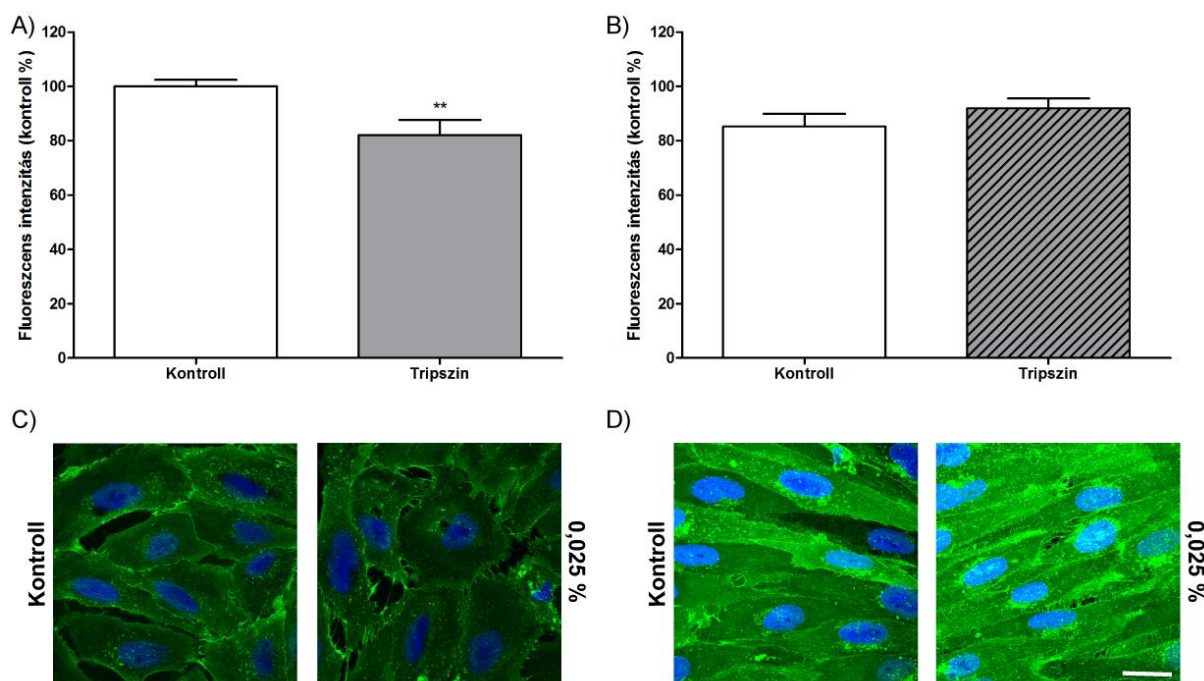 A)
Fluoreszcens intenzitás (kontroll %)
120
100
80
60
40
20
0
**
Kontroll
Tripszin
B)
Fluoreszcens intenzitás (kontroll %)
120
100
80
60
40
20
0
Kontroll
Tripszin
C)
Kontroll
0,025 %
D)
Kontroll
0,025 %